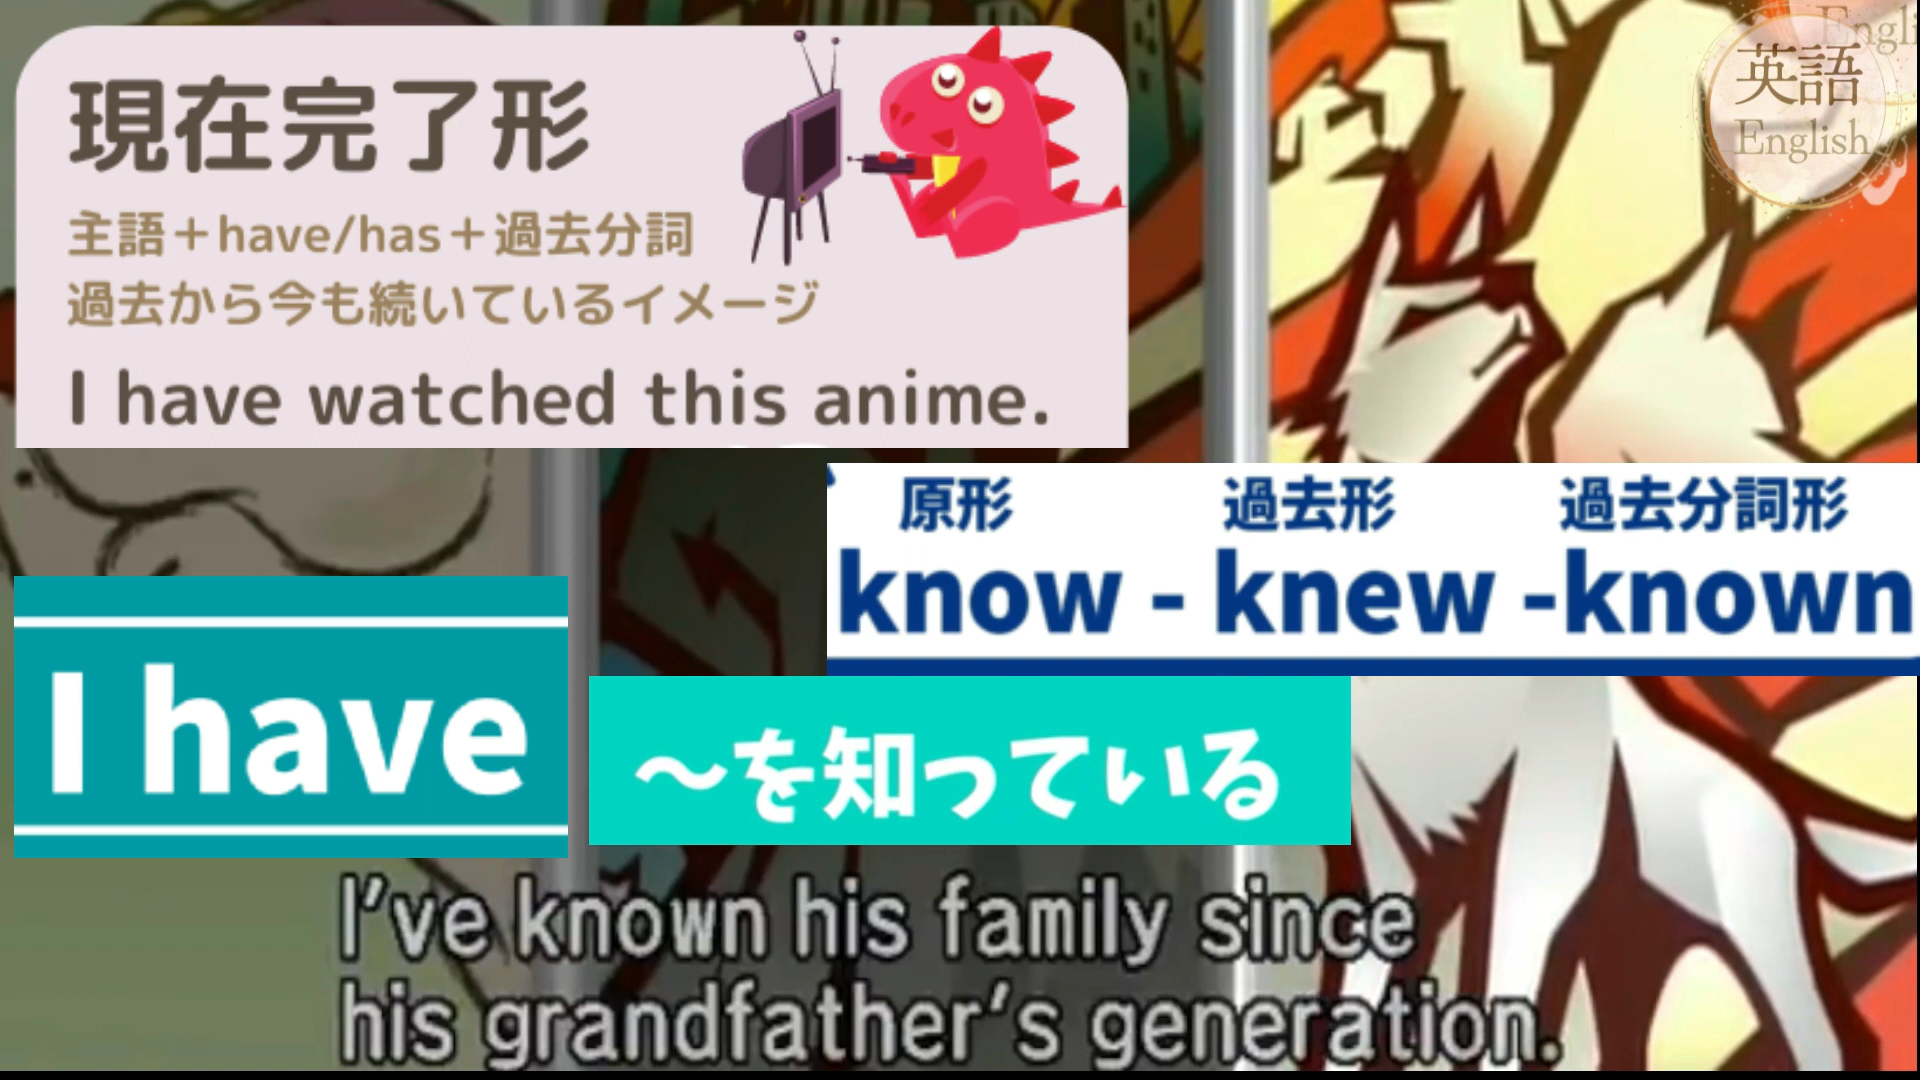 現在完了形
主語+have/has+過去分詞
過去から今も続いているイメージ
I have watched this anime.
Engli
英語
English
原形 過去形 過去分詞形
know - knew -known
I have
～を知っている
I've known his family since
his grandfather's generation.